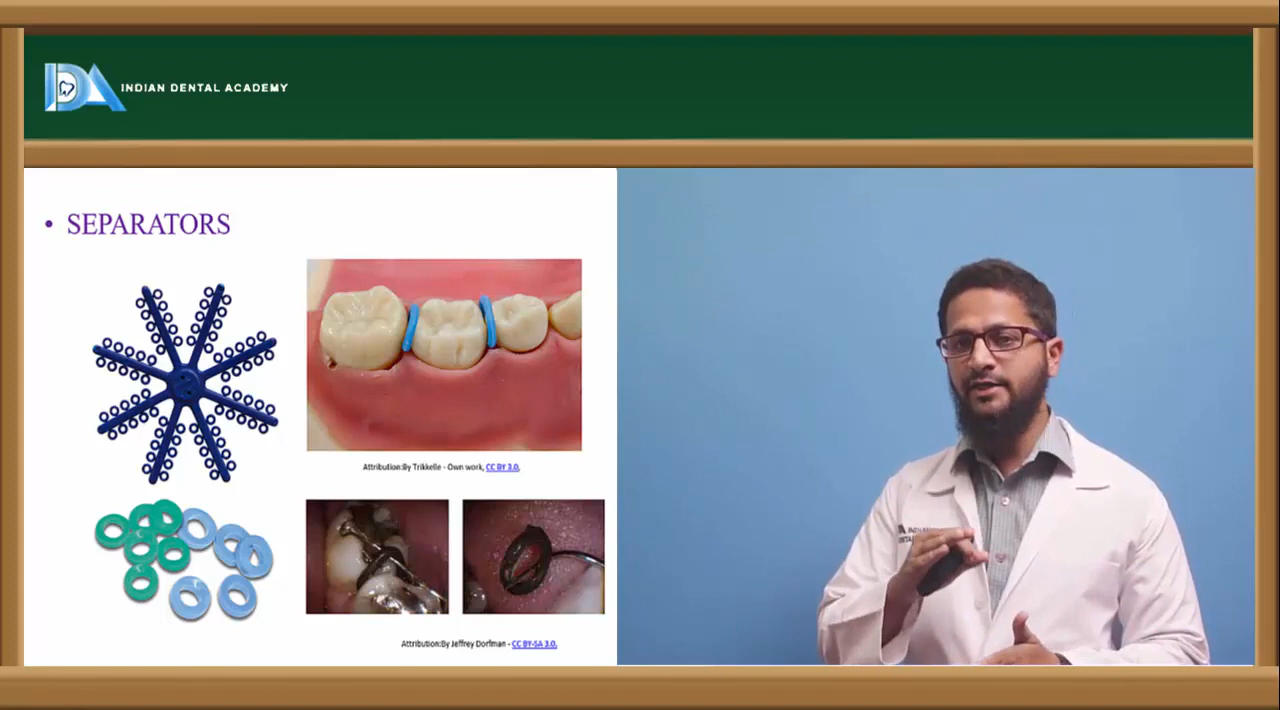 INDIAN DENTAL ACADEMY
• SEPARATORS
Attribution:By Trikkelle - Own work, CC BY 3.0,
Attribution:By Jeffrey Dorfman - CC BY-SA 3.0,